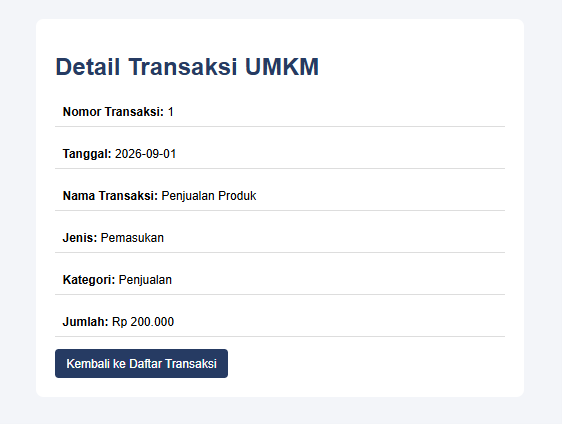 Detail Transaksi UMKM
Nomor Transaksi: 1
Tanggal: 2026-09-01
Nama Transaksi: Penjualan Produk
Jenis: Pemasukan
Kategori: Penjualan
Jumlah: Rp 200.000
Kembali ke Daftar Transaksi